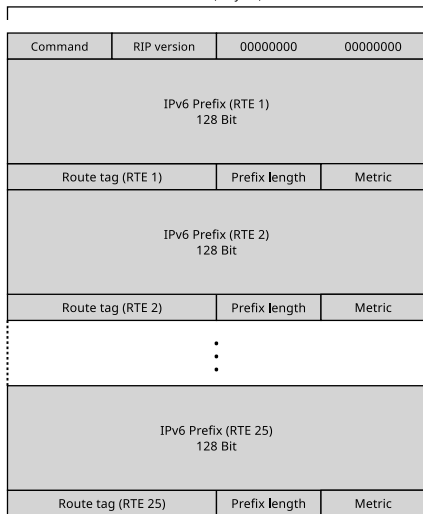 Command RIP version 00000000 00000000
IPv6 Prefix (RTE 1)
128 Bit
Route tag (RTE 1) Prefix length Metric
IPv6 Prefix (RTE 2)
128 Bit
Route tag (RTE 2) Prefix length Metric
IPv6 Prefix (RTE 25)
128 Bit
Route tag (RTE 25) Prefix length Metric